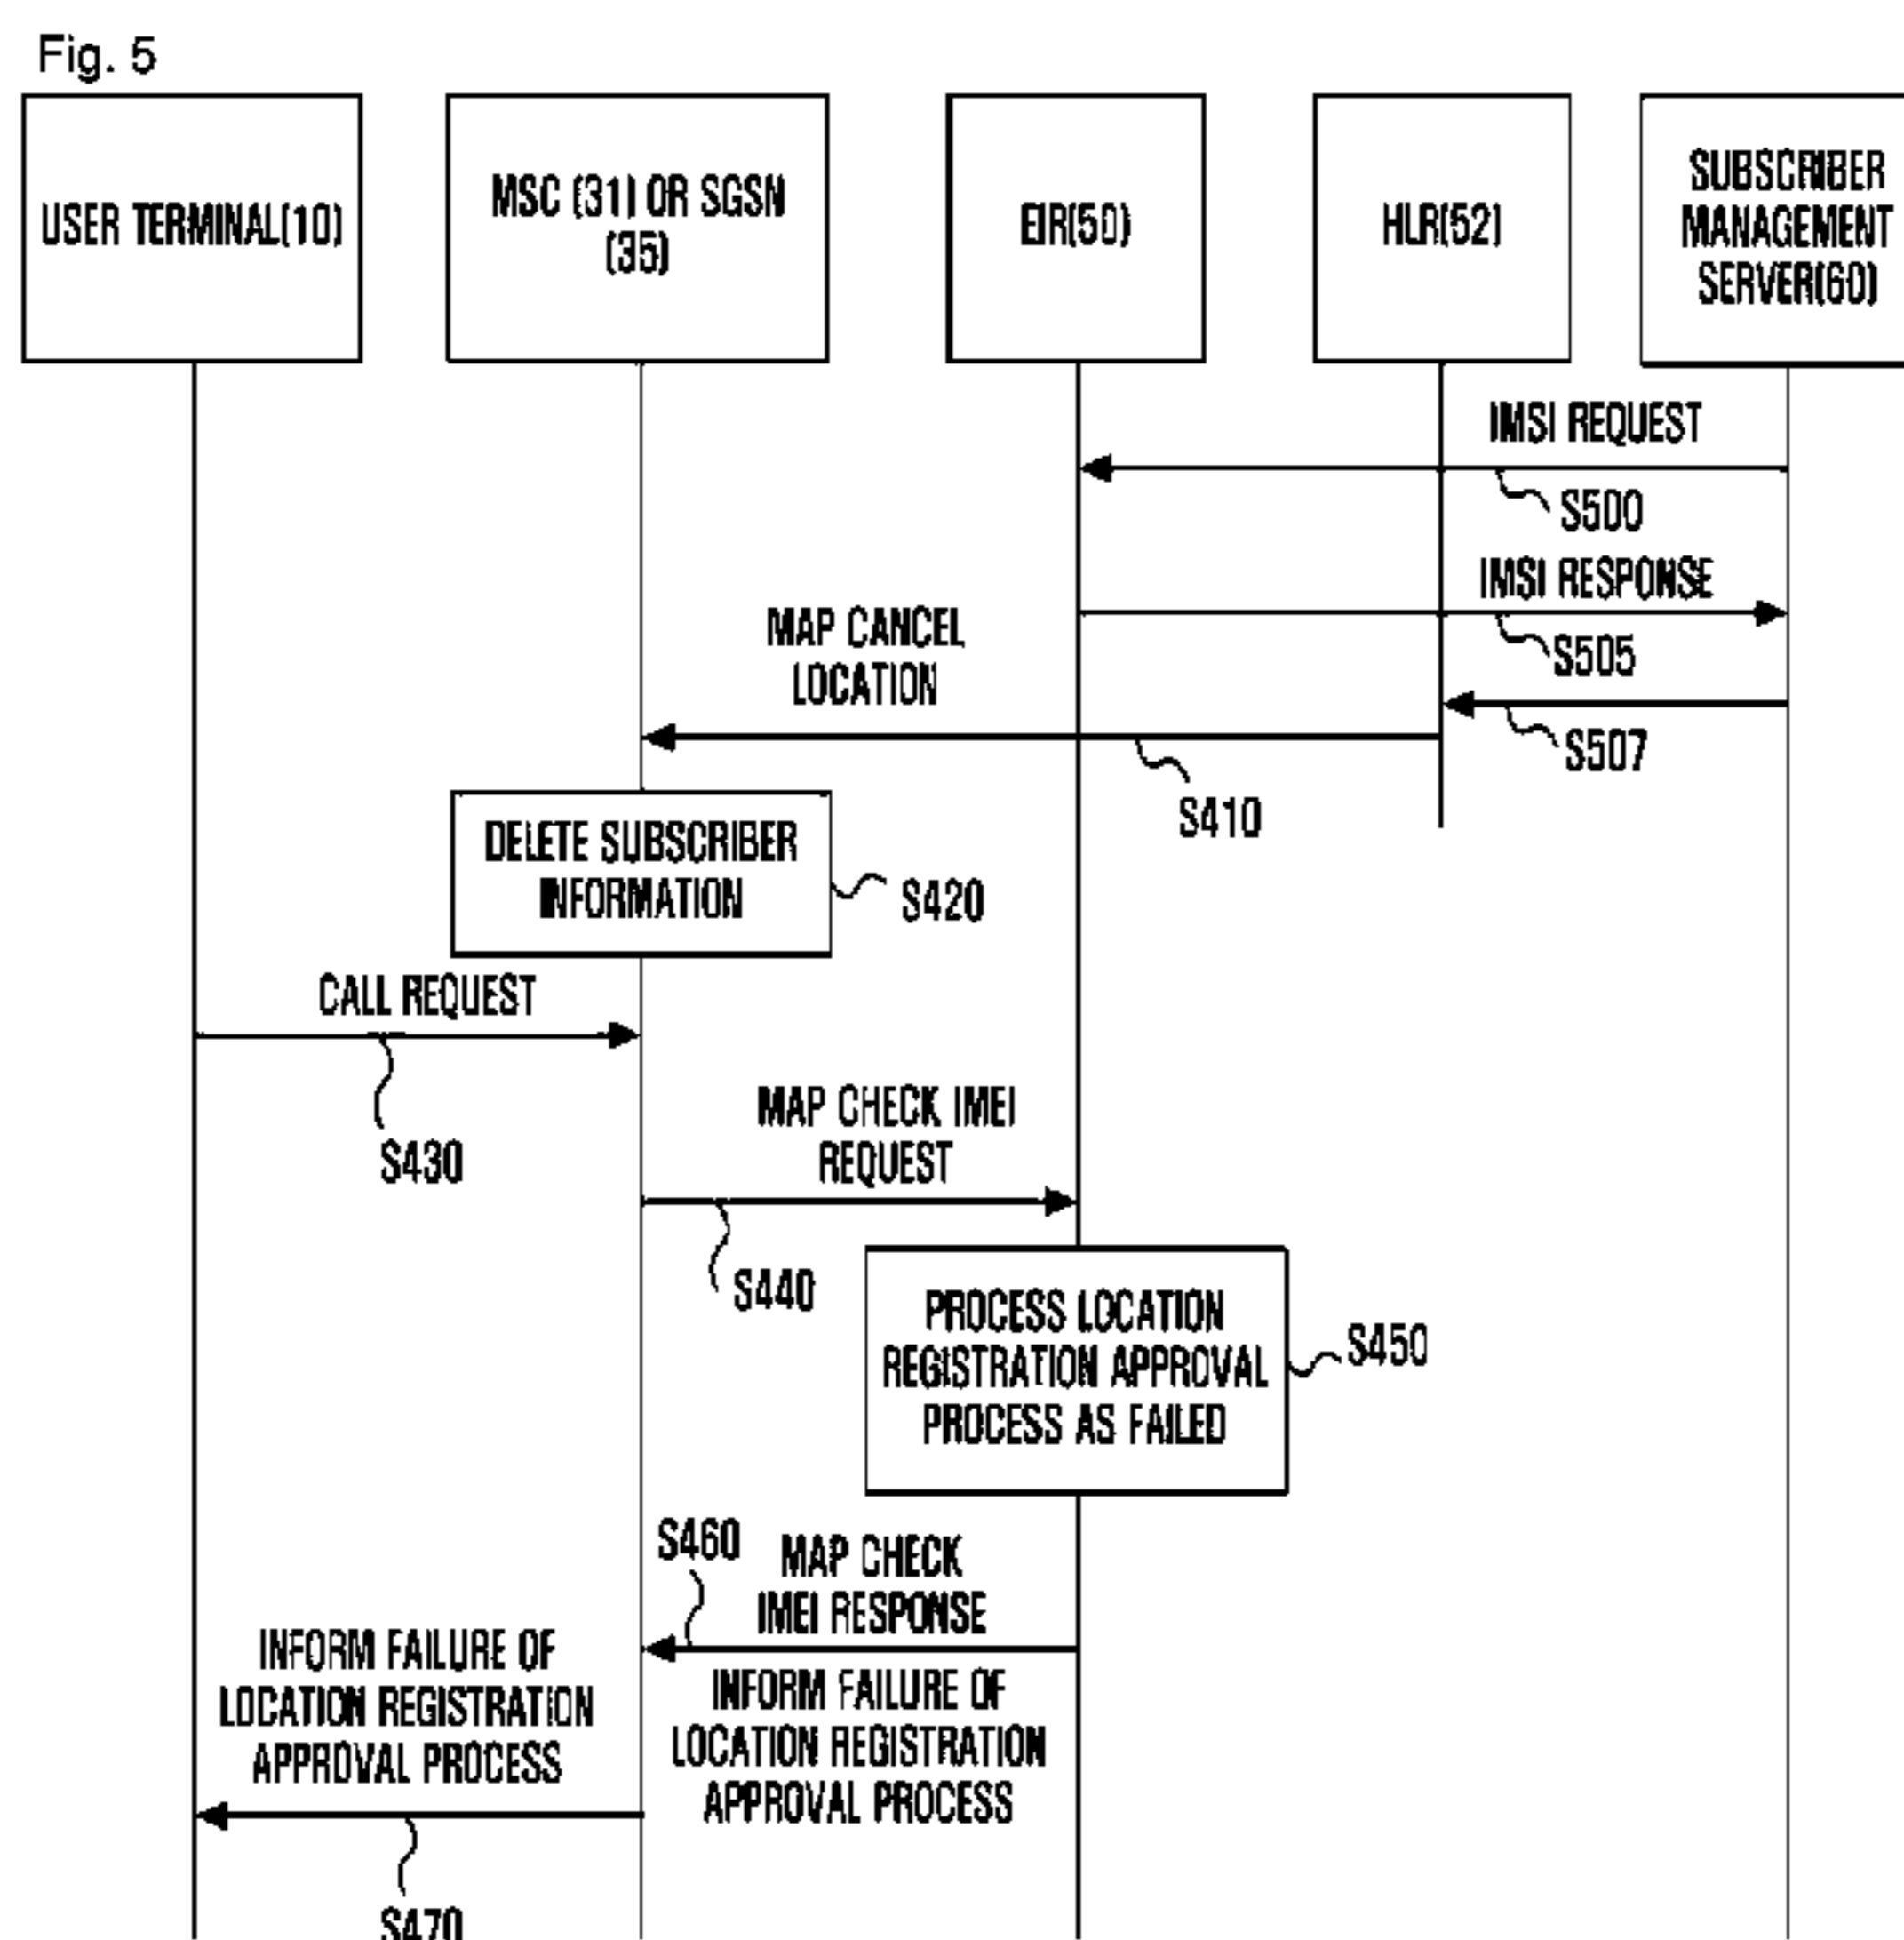 Fig. 5
USER TERMINAL(10)
MSC (31) OR SGSN
(35)
EIR(50)
HLR(52)
SUBSCRIBER
MANAGEMENT
SERVER(60)
IMSI REQUEST
S500
IMSI RESPONSE
S505
S507
MAP CANCEL
LOCATION
S410
DELETE SUBSCRIBER
INFORMATION
S420
CALL REQUEST
S430
MAP CHECK IMEI
REQUEST
S440
PROCESS LOCATION
REGISTRATION APPROVAL
PROCESS AS FAILED
S450
S460
MAP CHECK
IMEI RESPONSE
INFORM FAILURE OF
LOCATION REGISTRATION
APPROVAL PROCESS
INFORM FAILURE OF
LOCATION REGISTRATION
APPROVAL PROCESS
S470